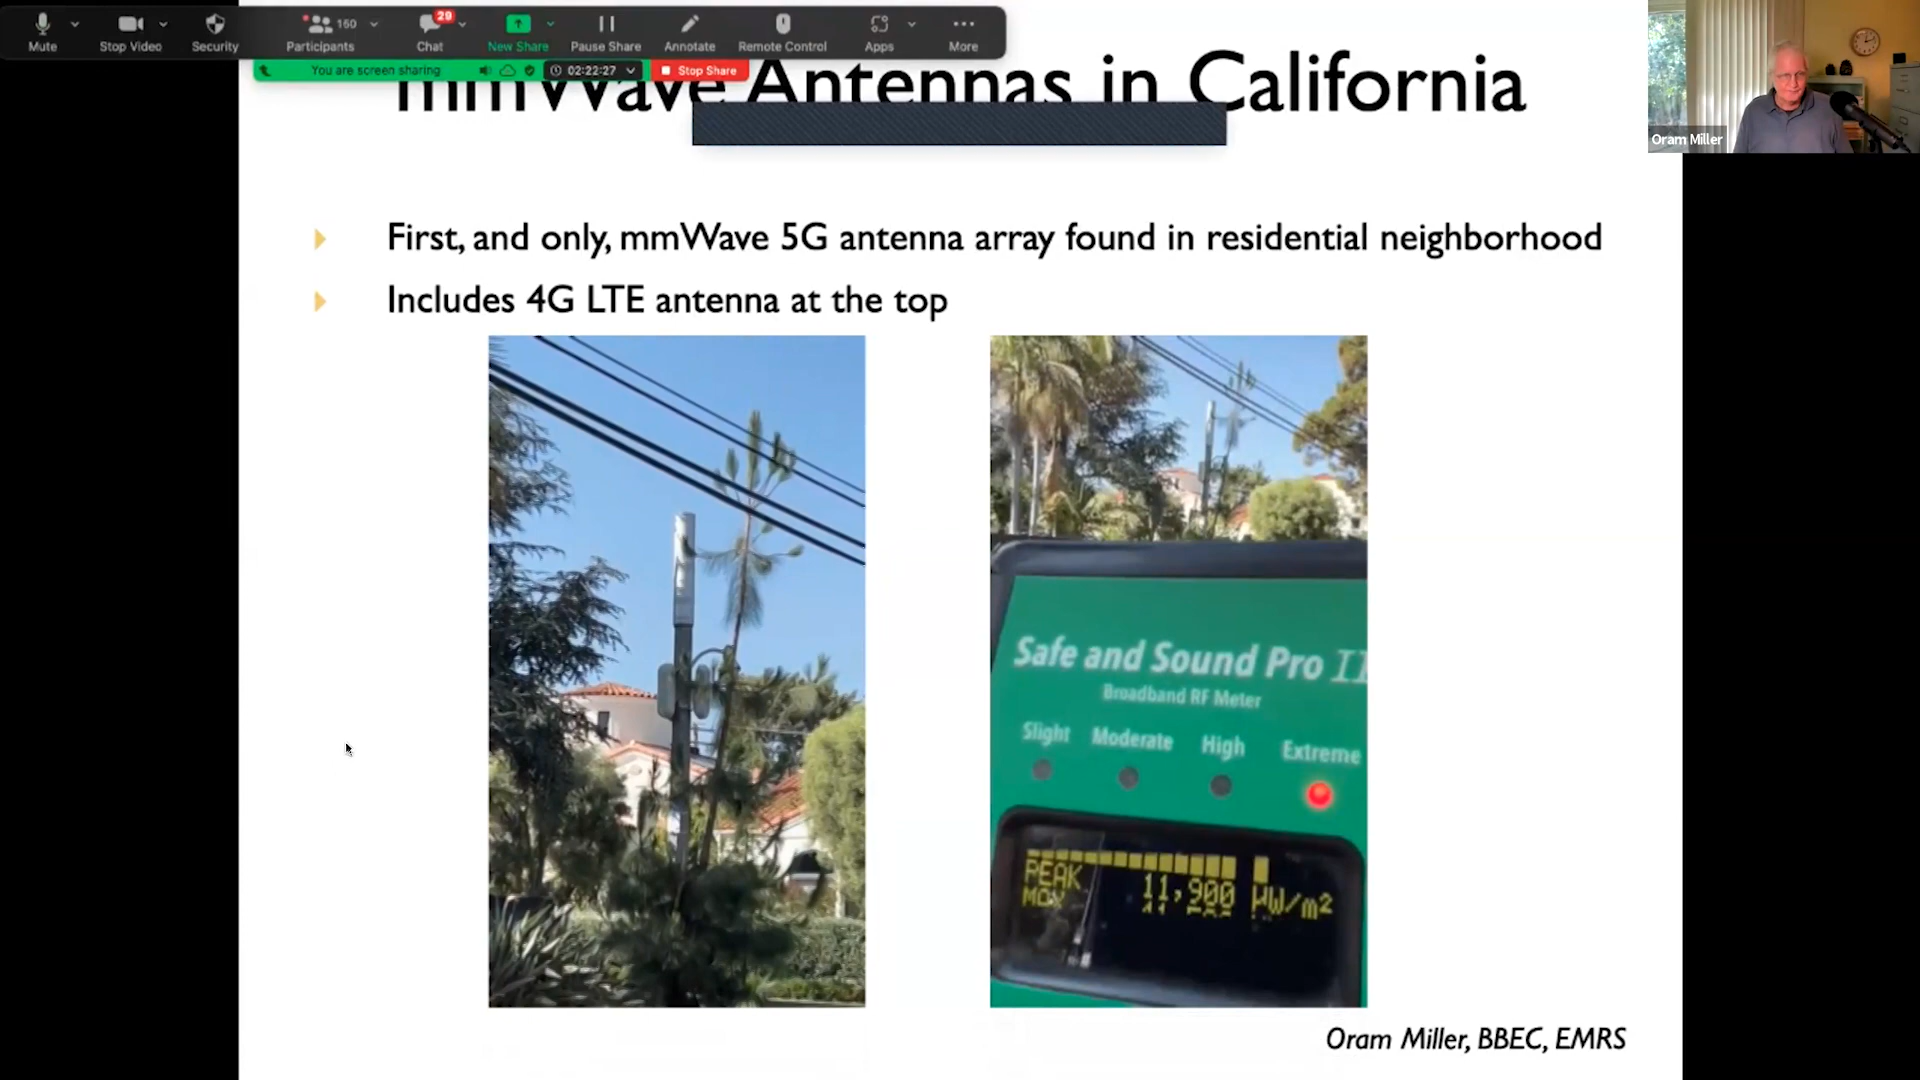 Mute
Stop Video
Security
160
Participants
29
Chat
New Share
Pause Share
Annotate
Remote Control
Apps
More
You are screen sharing
02:22:27
Stop Share
mmWave Antennas in California
Oram Miller
First, and only, mmWave 5G antenna array found in residential neighborhood
Includes 4G LTE antenna at the top
Safe and Sound Pro II
Broadband RF Meter
Slight Moderate High Extreme
PEAK 11,900 µW/m²
MAX
Oram Miller, BBEC, EMRS